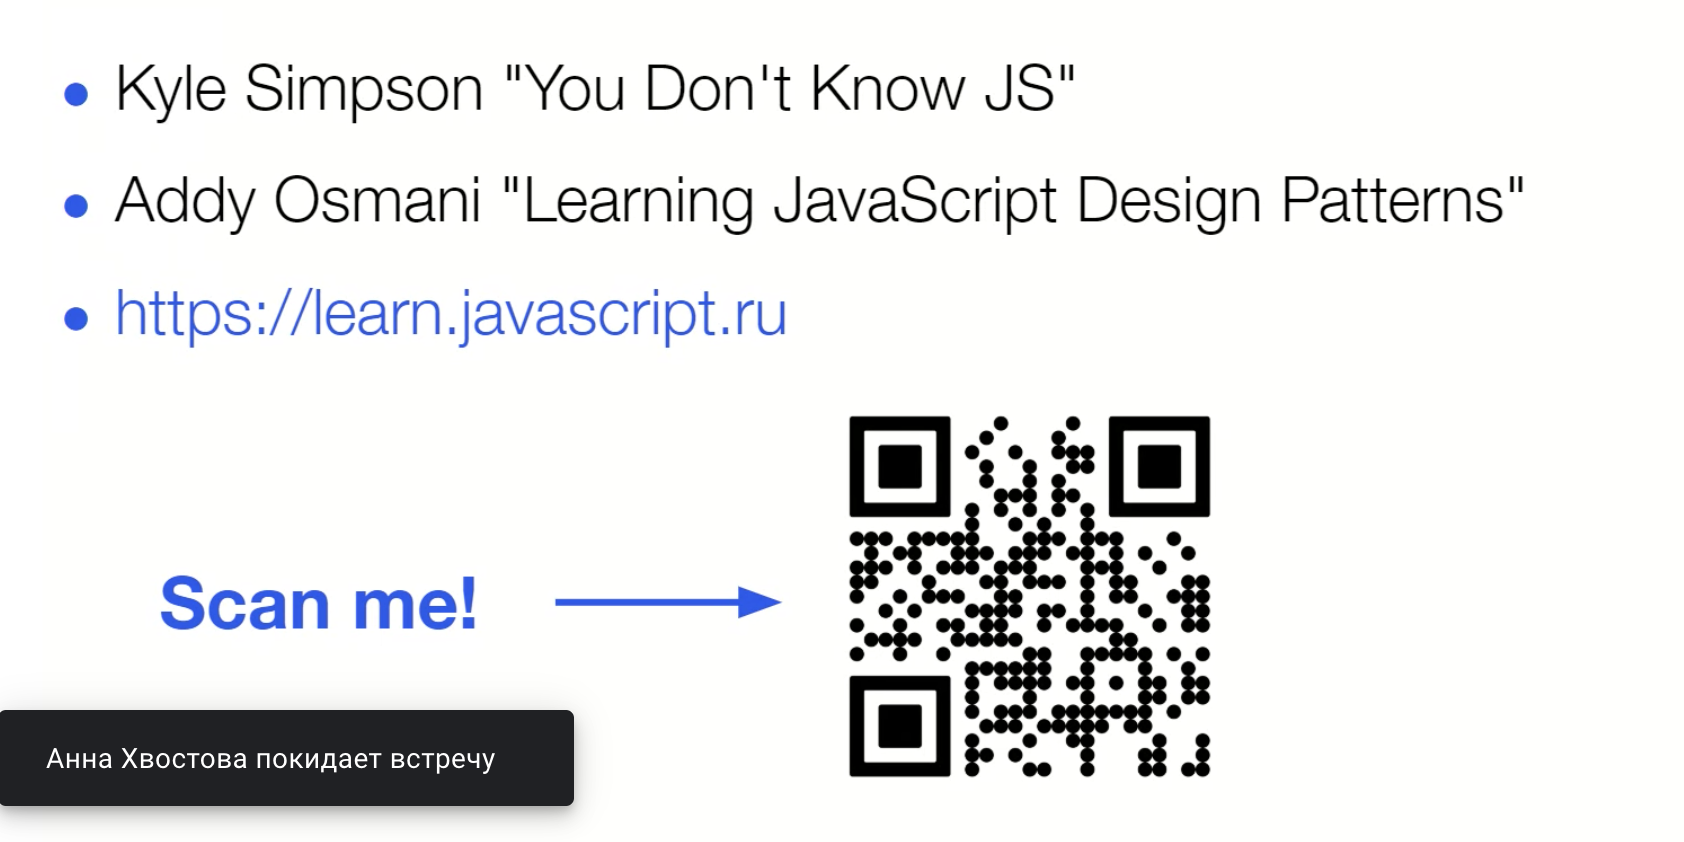 Kyle Simpson "You Don't Know JS"
Addy Osmani "Learning JavaScript Design Patterns"
https://learn.javascript.ru
Scan me!
Анна Хвостова покидает встречу